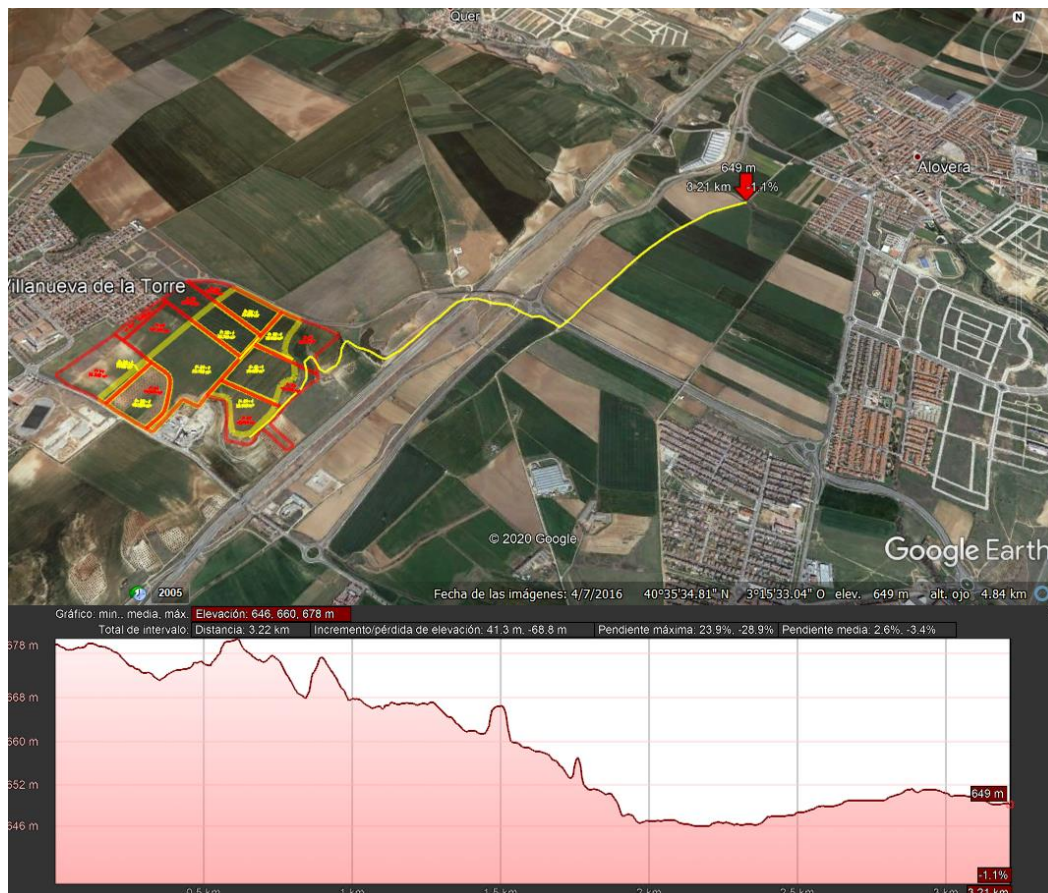 Quer
N
Alovera
649 m
3.21 km -1.1%
Villanueva de la Torre
© 2020 Google
Google Earth
2005
Fecha de las imágenes: 4/7/2016 40°35'34.81" N 3°15'33.04" O elev. 649 m alt. ojo 4.84 km
Gráfico: mín., media, máx. Elevación: 646, 660, 678 m
Total de intervalo: Distancia: 3.22 km Incremento/pérdida de elevación: 41.3 m, -68.8 m Pendiente máxima: 23.9%, -28.9% Pendiente media: 2.6%, -3.4%
678 m
668 m
660 m
652 m
649 m
646 m
-1.1%
0.5 km 1 km 1.5 km 2 km 2.5 km 3 km 3.21 km